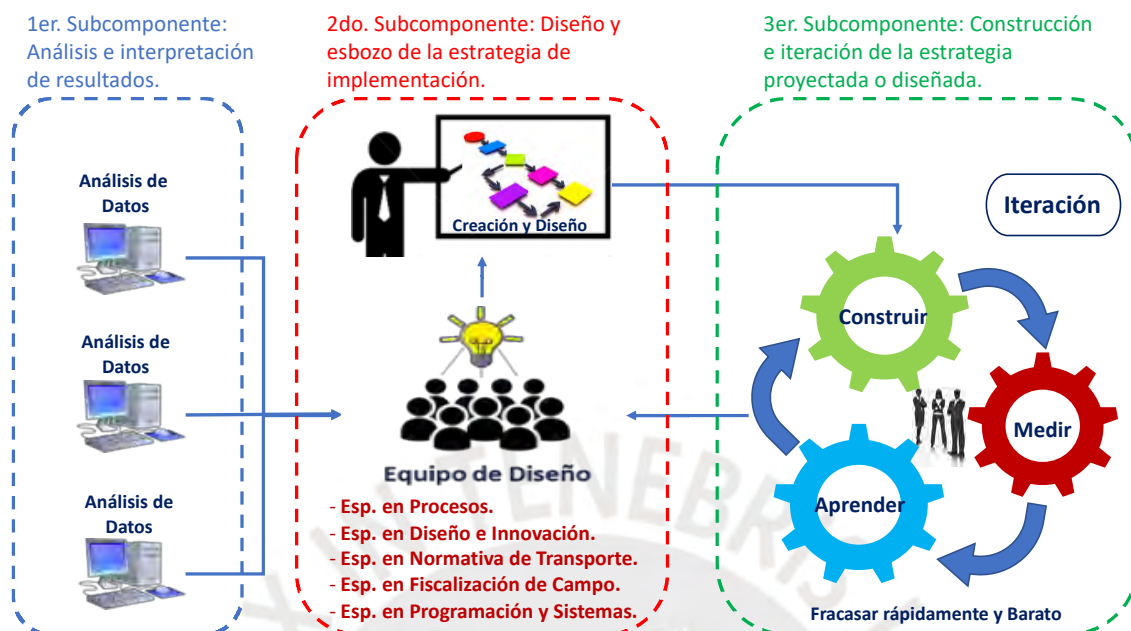 1er. Subcomponente:
Análisis e interpretación
de resultados.
2do. Subcomponente: Diseño y
esbozo de la estrategia de
implementación.
3er. Subcomponente: Construcción
e iteración de la estrategia
proyectada o diseñada.
Análisis de
Datos
Análisis de
Datos
Análisis de
Datos
Creación y Diseño
Equipo de Diseño
- Esp. en Procesos.
- Esp. en Diseño e Innovación.
- Esp. en Normativa de Transporte.
- Esp. en Fiscalización de Campo.
- Esp. en Programación y Sistemas.
Iteración
Construir
Medir
Aprender
Fracasar rápidamente y Barato
X IN TENEBRIS